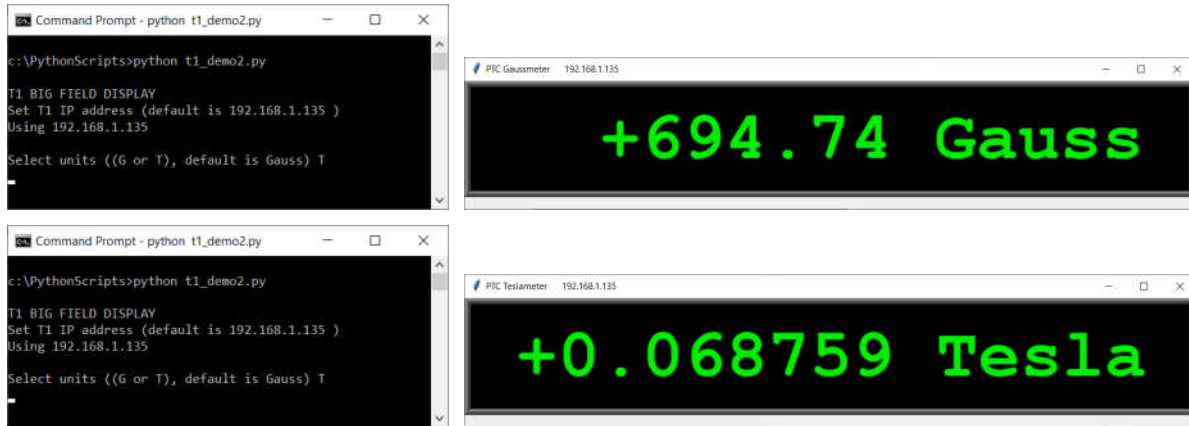 Command Prompt - python t1_demo2.py
c:\PythonScripts>python t1_demo2.py
T1 BIG FIELD DISPLAY
Set T1 IP address (default is 192.168.1.135 )
Using 192.168.1.135
Select units ((G or T), default is Gauss) T
PTC Gaussmeter 192.168.1.135
+694.74 Gauss
Command Prompt - python t1_demo2.py
c:\PythonScripts>python t1_demo2.py
T1 BIG FIELD DISPLAY
Set T1 IP address (default is 192.168.1.135 )
Using 192.168.1.135
Select units ((G or T), default is Gauss) T
PTC Teslameter 192.168.1.135
+0.068759 Tesla